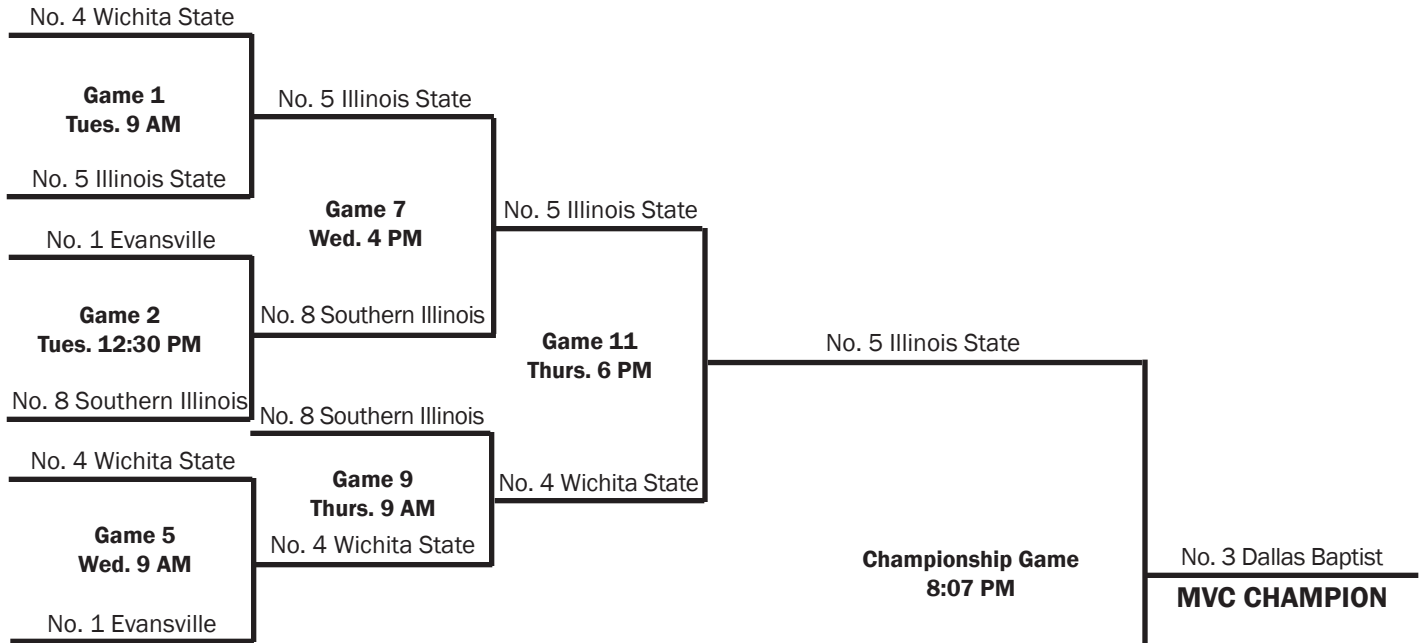 No. 4 Wichita State
Game 1
Tues. 9 AM
No. 5 Illinois State
No. 5 Illinois State
No. 1 Evansville
Game 7
Wed. 4 PM
No. 5 Illinois State
Game 2
Tues. 12:30 PM
No. 8 Southern Illinois
No. 8 Southern Illinois
Game 11
Thurs. 6 PM
No. 5 Illinois State
No. 8 Southern Illinois
No. 4 Wichita State
Game 9
Thurs. 9 AM
No. 4 Wichita State
Game 5
Wed. 9 AM
No. 4 Wichita State
No. 1 Evansville
Championship Game
8:07 PM
No. 3 Dallas Baptist
MVC CHAMPION